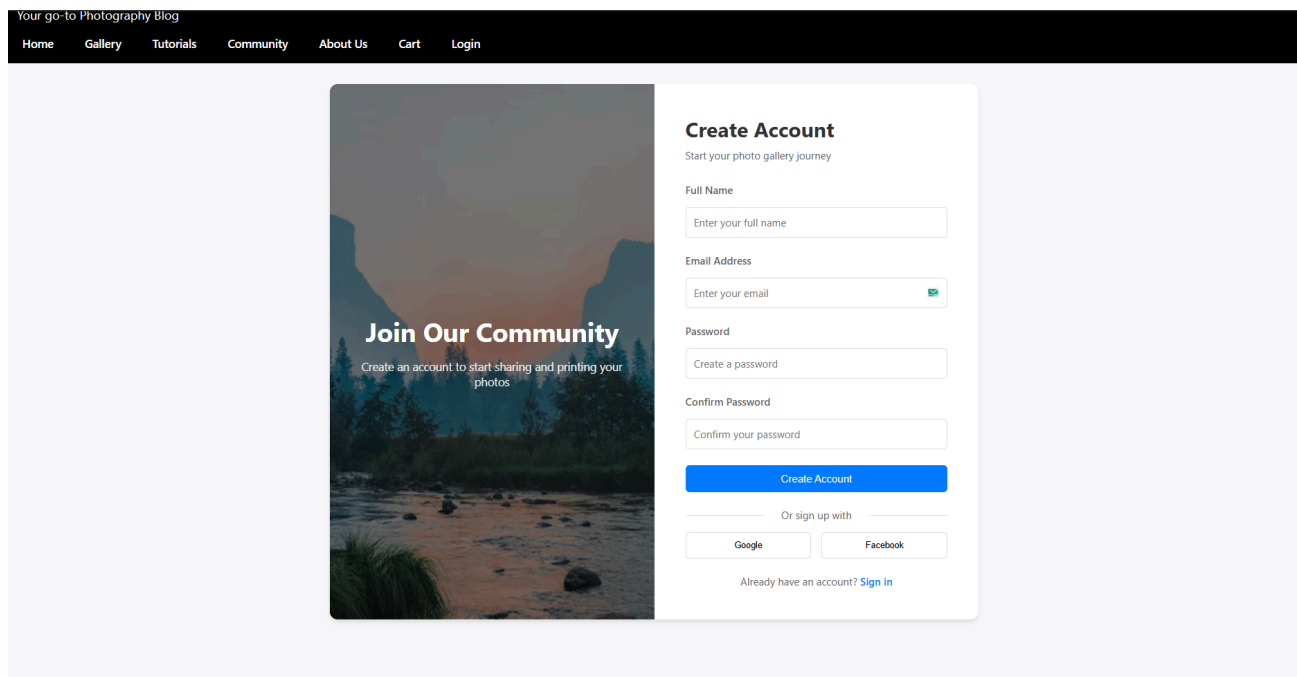 Your go-to Photography Blog
Home Gallery Tutorials Community About Us Cart Login
Join Our Community
Create an account to start sharing and printing your
photos
Create Account
Start your photo gallery journey
Full Name
Enter your full name
Email Address
Enter your email
Password
Create a password
Confirm Password
Confirm your password
Create Account
Or sign up with
Google Facebook
Already have an account? Sign in